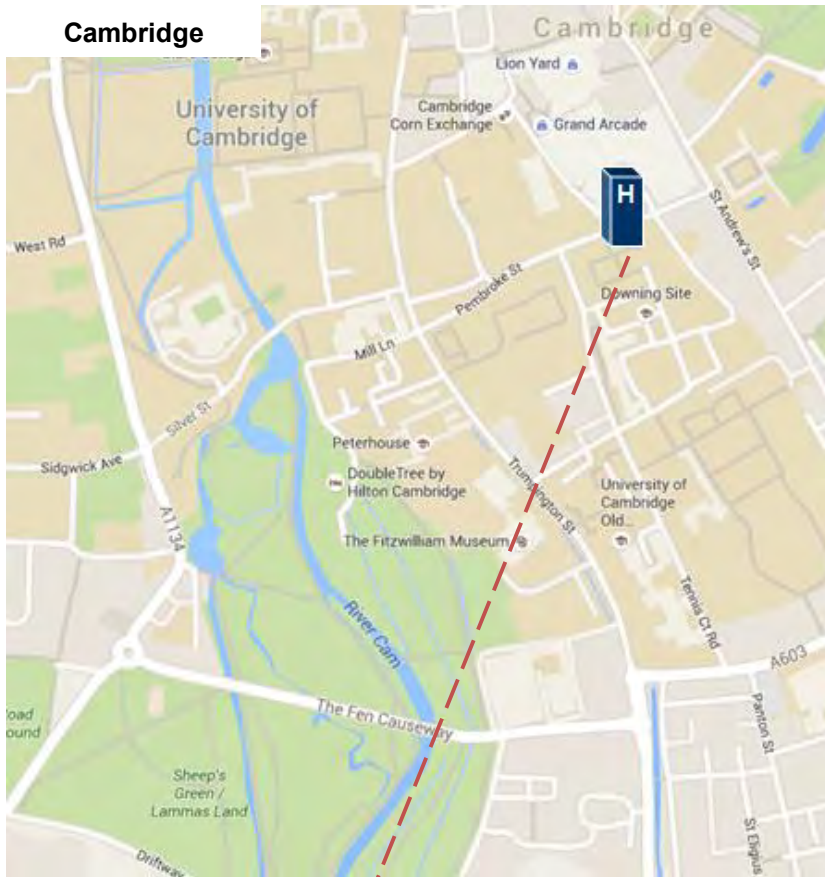 Cambridge
Cambridge
Lion Yard
University of
Cambridge
Cambridge
Corn Exchange
Grand Arcade
H
West Rd
St Andrew's St
Pembroke St
Downing Site
Mill Ln
Silver St
Peterhouse
Sidgwick Ave
DoubleTree by
Hilton Cambridge
Trumpington St
University of
Cambridge
Old...
A1134
The Fitzwilliam Museum
Tennis Ct Rd
River Cam
A603
The Fen Causeway
Panton St
Sheep's
Green /
Lammas Land
St Eligius
Driftway